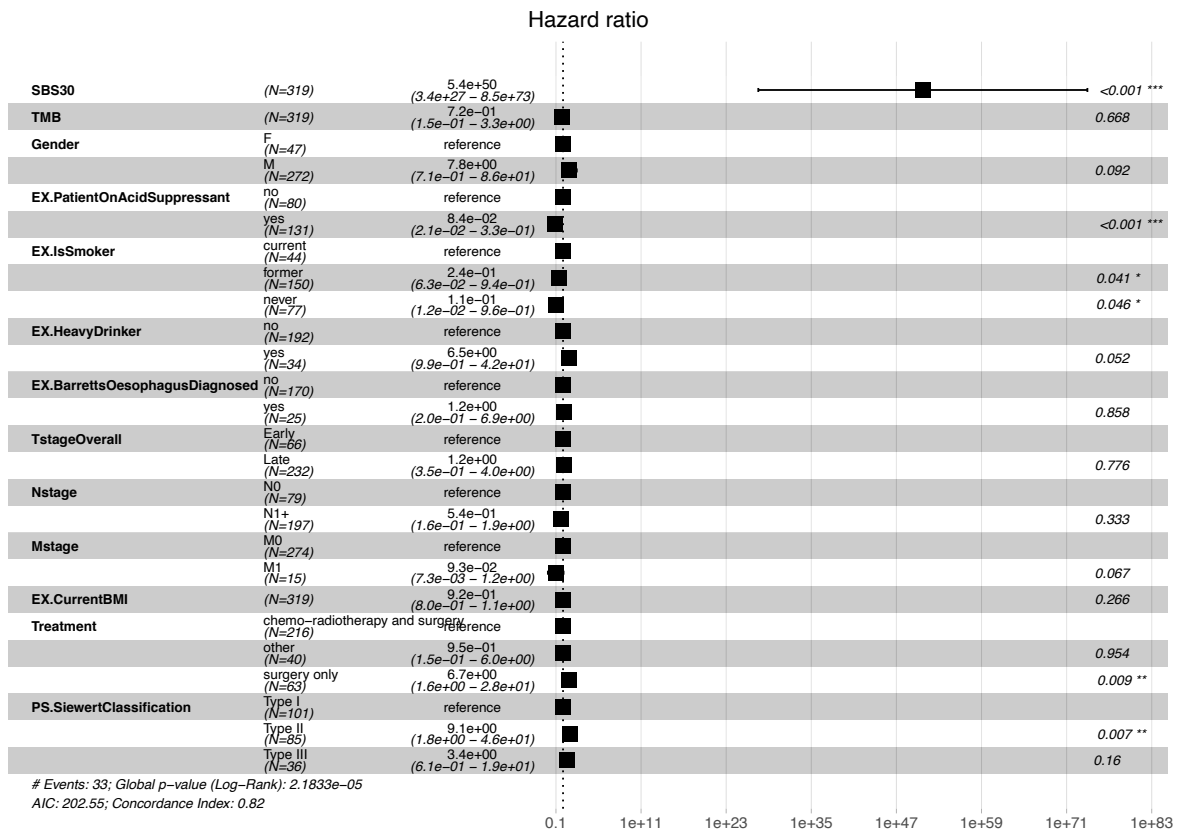 Hazard ratio
SBS30 (N=319) 5.4e+50 (3.4e+27 − 8.5e+73) <0.001 ***
TMB (N=319) 7.2e−01 (1.5e−01 − 3.3e+00) 0.668
Gender F (N=47) reference
M (N=272) 7.8e+00 (7.1e−01 − 8.6e+01) 0.092
EX.PatientOnAcidSuppressant no (N=80) reference
yes (N=131) 8.4e−02 (2.1e−02 − 3.3e−01) <0.001 ***
EX.IsSmoker current (N=44) reference
former (N=150) 2.4e−01 (6.3e−02 − 9.4e−01) 0.041 *
never (N=77) 1.1e−01 (1.2e−02 − 9.6e−01) 0.046 *
EX.HeavyDrinker no (N=192) reference
yes (N=34) 6.5e+00 (9.9e−01 − 4.2e+01) 0.052
EX.BarrettsOesophagusDiagnosed no (N=170) reference
yes (N=25) 1.2e+00 (2.0e−01 − 6.9e+00) 0.858
TstageOverall Early (N=66) reference
Late (N=232) 1.2e+00 (3.5e−01 − 4.0e+00) 0.776
Nstage N0 (N=79) reference
N1+ (N=197) 5.4e−01 (1.6e−01 − 1.9e+00) 0.333
Mstage M0 (N=274) reference
M1 (N=15) 9.3e−02 (7.3e−03 − 1.2e+00) 0.067
EX.CurrentBMI (N=319) 9.2e−01 (8.0e−01 − 1.1e+00) 0.266
Treatment chemo−radiotherapy and surgery (N=216) reference
other (N=40) 9.5e−01 (1.5e−01 − 6.0e+00) 0.954
surgery only (N=63) 6.7e+00 (1.6e+00 − 2.8e+01) 0.009 **
PS.SiewertClassification Type I (N=101) reference
Type II (N=85) 9.1e+00 (1.8e+00 − 4.6e+01) 0.007 **
Type III (N=36) 3.4e+00 (6.1e−01 − 1.9e+01) 0.16
# Events: 33; Global p−value (Log−Rank): 2.1833e−05
AIC: 202.55; Concordance Index: 0.82
0.1 1e+11 1e+23 1e+35 1e+47 1e+59 1e+71 1e+83